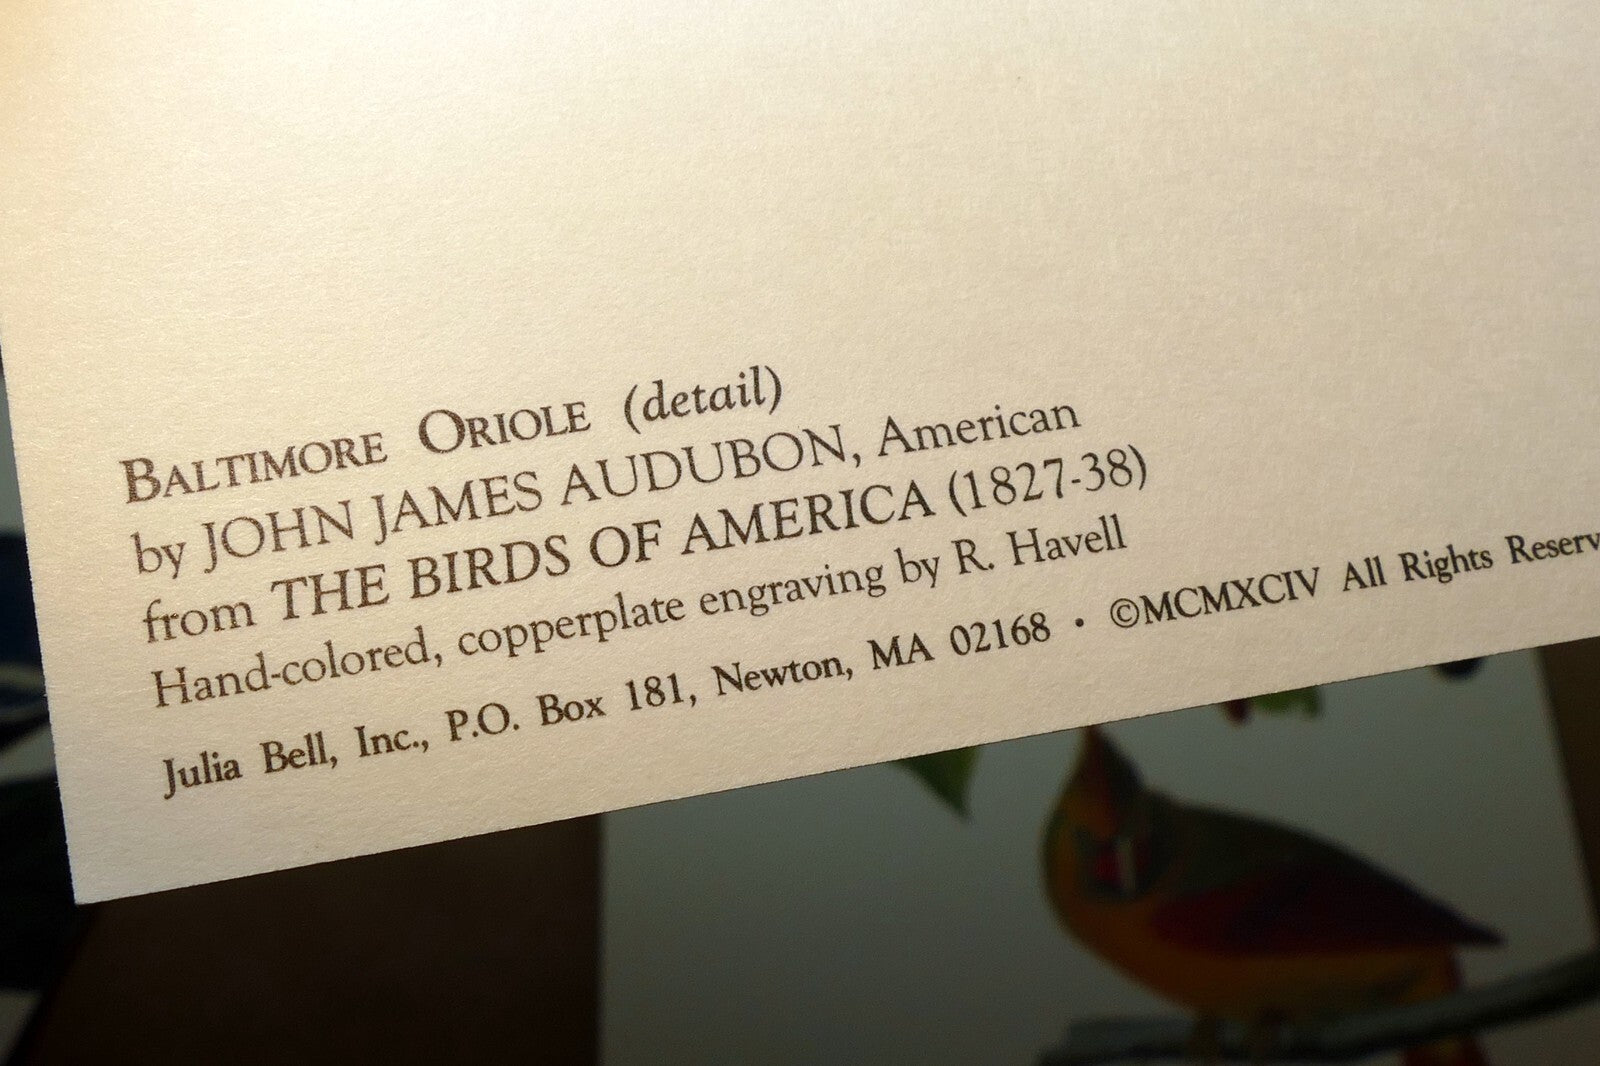 BALTIMORE ORIOLE (detail)
by JOHN JAMES AUDUBON, American
from THE BIRDS OF AMERICA (1827-38)
Hand-colored, copperplate engraving by R. Havell
Julia Bell, Inc., P.O. Box 181, Newton, MA 02168 • ©MCMXCIV All Rights Reserv